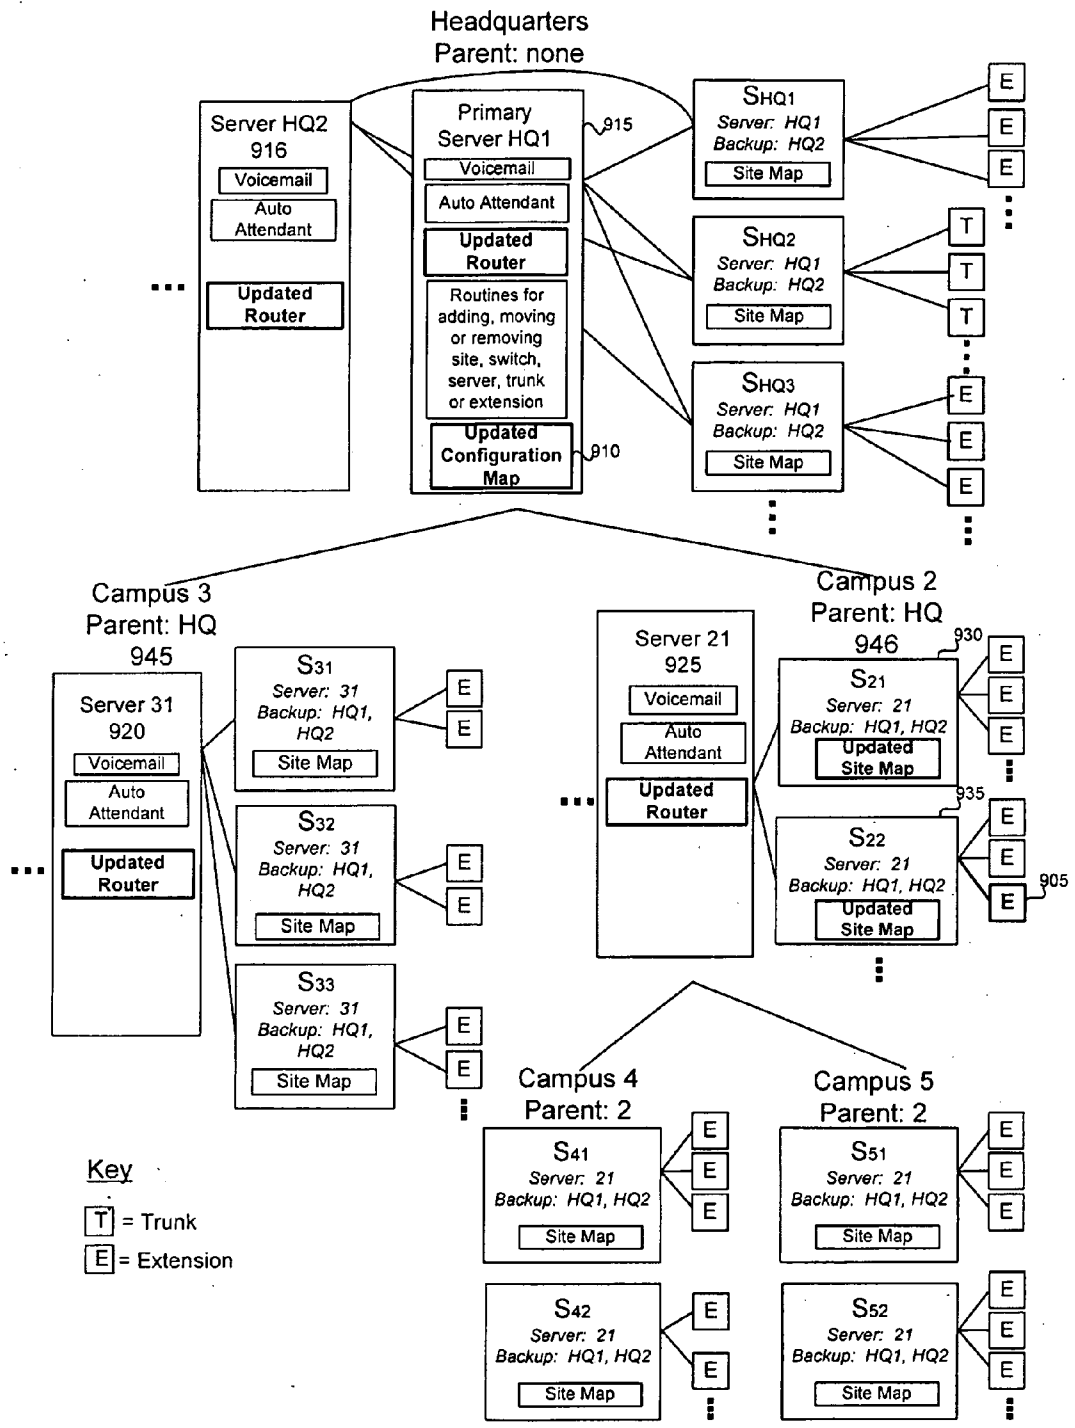 Headquarters
Parent: none
Server HQ2
916
Voicemail
Auto
Attendant
Updated
Router
Primary
Server HQ1
915
Voicemail
Auto Attendant
Updated
Router
Routines for
adding, moving
or removing
site, switch,
server, trunk
or extension
Updated
Configuration
Map
910
SHQ1
Server: HQ1
Backup: HQ2
Site Map
E
E
E
SHQ2
Server: HQ1
Backup: HQ2
Site Map
T
T
T
SHQ3
Server: HQ1
Backup: HQ2
Site Map
E
E
E
Campus 3
Parent: HQ
945
Server 31
920
Voicemail
Auto
Attendant
Updated
Router
S31
Server: 31
Backup: HQ1,
HQ2
Site Map
E
E
S32
Server: 31
Backup: HQ1,
HQ2
Site Map
E
E
S33
Server: 31
Backup: HQ1,
HQ2
Site Map
E
E
Campus 2
Parent: HQ
946
Server 21
925
Voicemail
Auto
Attendant
Updated
Router
930
S21
Server: 21
Backup: HQ1, HQ2
Updated
Site Map
E
E
E
935
S22
Server: 21
Backup: HQ1, HQ2
Updated
Site Map
E
E
E
905
Campus 4
Parent: 2
S41
Server: 21
Backup: HQ1, HQ2
Site Map
E
E
E
S42
Server: 21
Backup: HQ1, HQ2
Site Map
E
E
Campus 5
Parent: 2
S51
Server: 21
Backup: HQ1, HQ2
Site Map
E
E
E
S52
Server: 21
Backup: HQ1, HQ2
Site Map
E
E
E
Key
T = Trunk
E = Extension